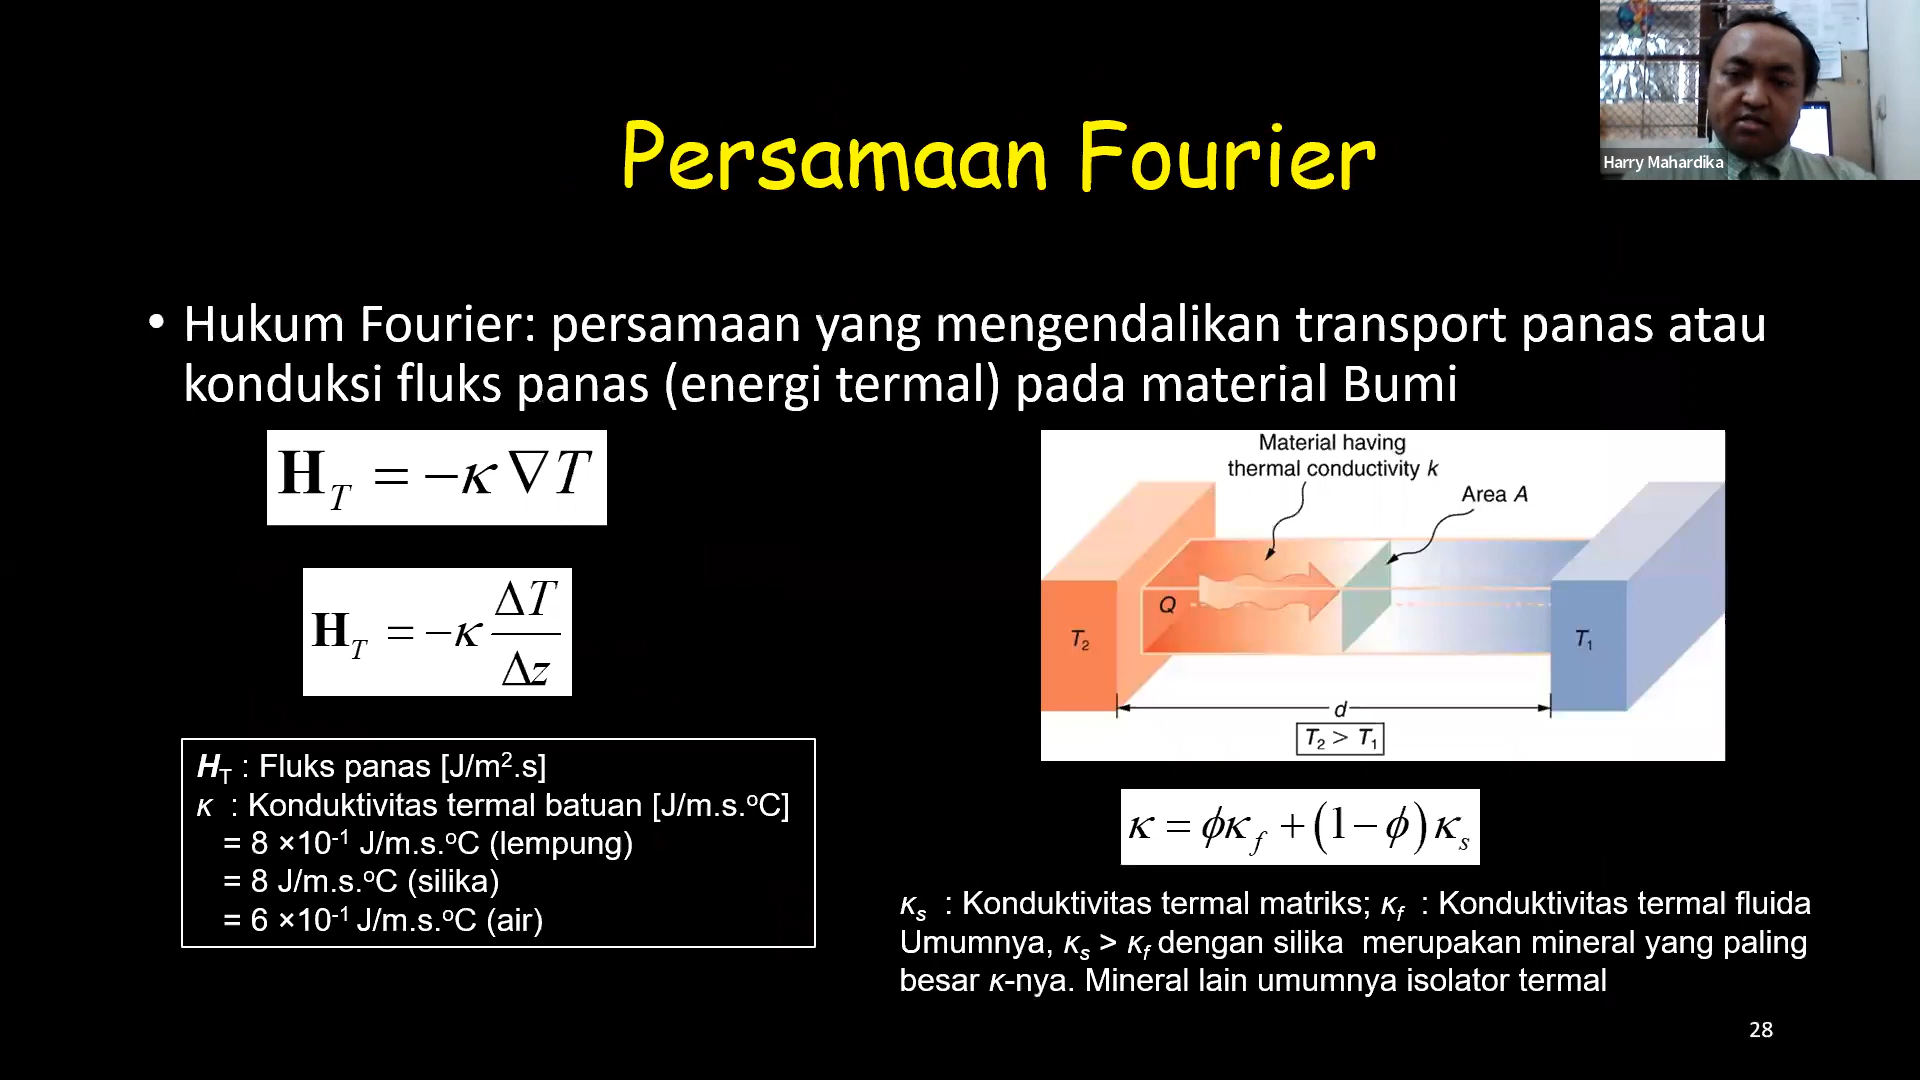 Harry Mahardika
Persamaan Fourier
• Hukum Fourier: persamaan yang mengendalikan transport panas atau
konduksi fluks panas (energi termal) pada material Bumi
H_T = −κ ∇T
H_T = −κ ΔT/Δz
H_T : Fluks panas [J/m².s]
κ : Konduktivitas termal batuan [J/m.s.ºC]
= 8 ×10⁻¹ J/m.s.ºC (lempung)
= 8 J/m.s.ºC (silika)
= 6 ×10⁻¹ J/m.s.ºC (air)
Material having
thermal conductivity k
Area A
Q
T₂
T₁
d
T₂ > T₁
κ = ϕκ_f + (1 − ϕ) κ_s
κ_s : Konduktivitas termal matriks; κ_f : Konduktivitas termal fluida
Umumnya, κ_s > κ_f dengan silika merupakan mineral yang paling
besar κ-nya. Mineral lain umumnya isolator termal
28